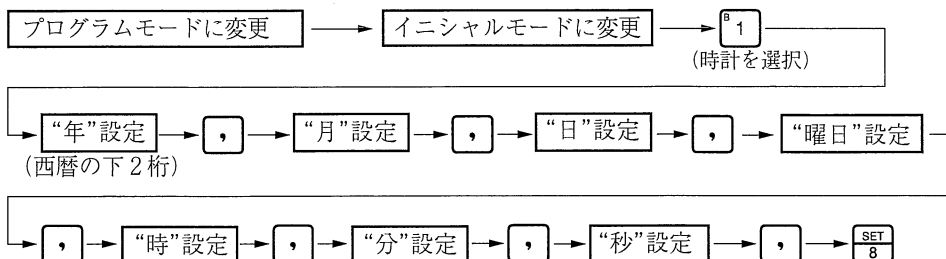 プログラムモードに変更 イニシャルモードに変更 B 1
(時計を選択)
“年”設定 , “月”設定 , “日”設定 , “曜日”設定
(西暦の下2桁)
, “時”設定 , “分”設定 , “秒”設定 , SET 8